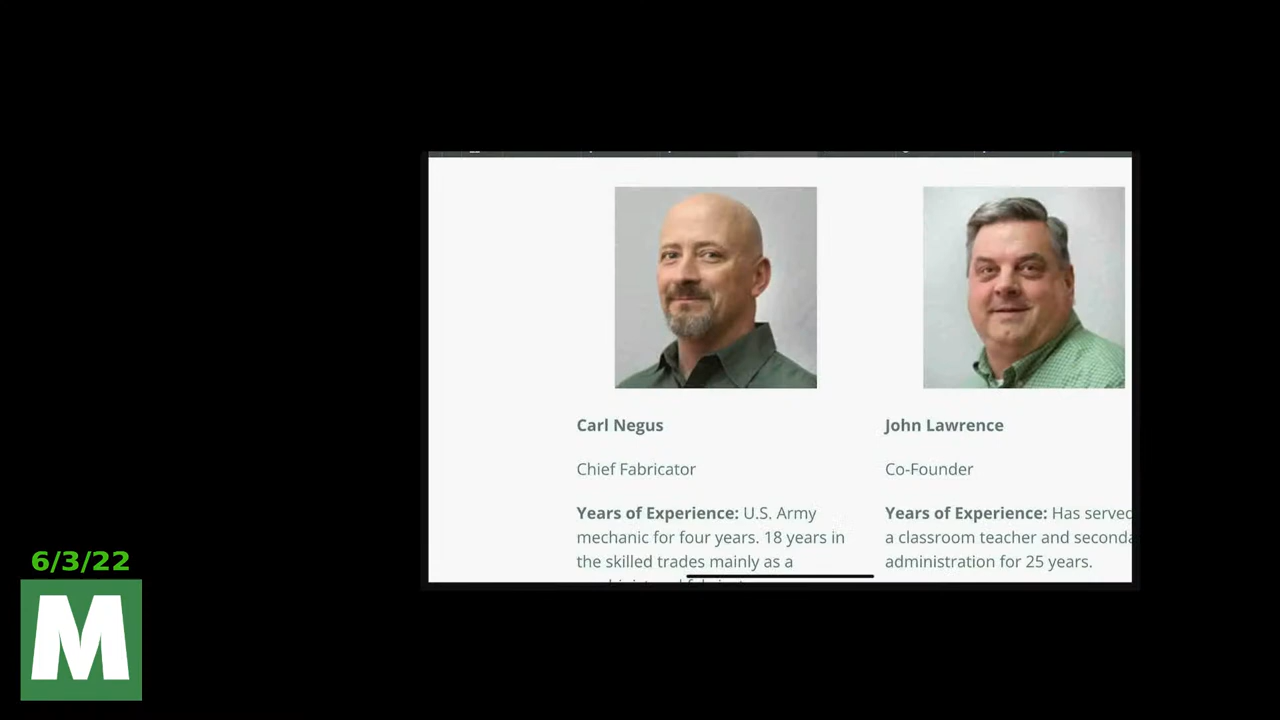 Carl Negus
Chief Fabricator
Years of Experience: U.S. Army
mechanic for four years. 18 years in
the skilled trades mainly as a
John Lawrence
Co-Founder
Years of Experience: Has served
a classroom teacher and seconda
administration for 25 years.
6/3/22
M